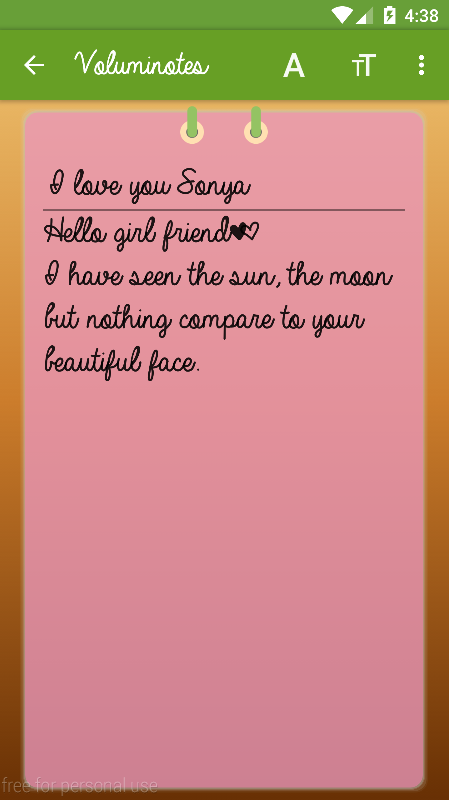 4:38
Voluminotes
A
TT
I love you Sonya
Hello girl friend
I have seen the sun, the moon
but nothing compare to your
beautiful face.
free for personal use